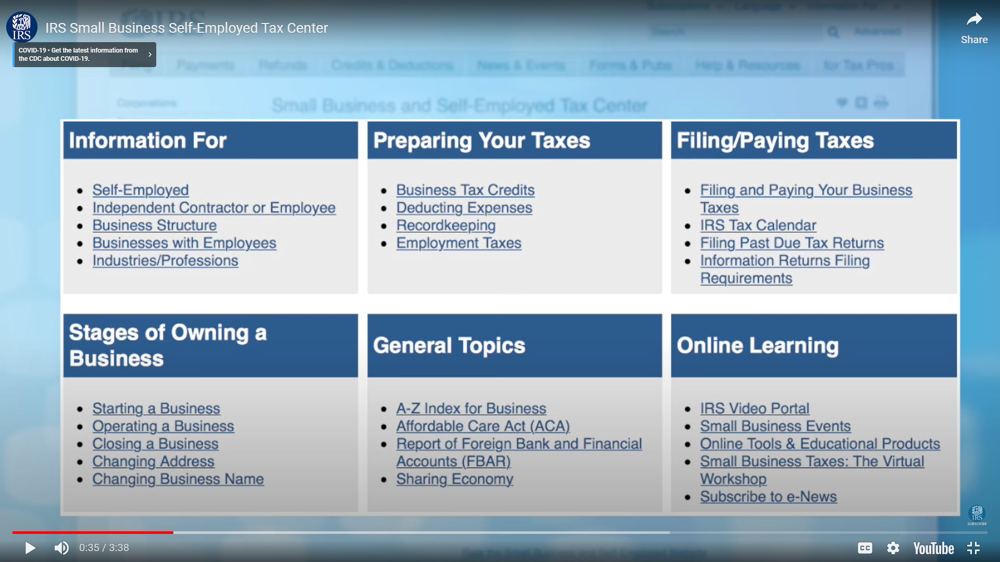 IRS
IRS Small Business Self-Employed Tax Center
Share
COVID-19 • Get the latest information from
the CDC about COVID-19.
Search
Advanced
Filing
Payments
Refunds
Credits & Deductions
News & Events
Forms & Pubs
Help & Resources
for Tax Pros
Corporations
Small Business and Self-Employed Tax Center
Information For
Self-Employed
Independent Contractor or Employee
Business Structure
Businesses with Employees
Industries/Professions
Preparing Your Taxes
Business Tax Credits
Deducting Expenses
Recordkeeping
Employment Taxes
Filing/Paying Taxes
Filing and Paying Your Business
Taxes
IRS Tax Calendar
Filing Past Due Tax Returns
Information Returns Filing
Requirements
Stages of Owning a
Business
Starting a Business
Operating a Business
Closing a Business
Changing Address
Changing Business Name
General Topics
A-Z Index for Business
Affordable Care Act (ACA)
Report of Foreign Bank and Financial
Accounts (FBAR)
Sharing Economy
Online Learning
IRS Video Portal
Small Business Events
Online Tools & Educational Products
Small Business Taxes: The Virtual
Workshop
Subscribe to e-News
IRS
SUBSCRIBE
0:35 / 3:38
CC
YouTube